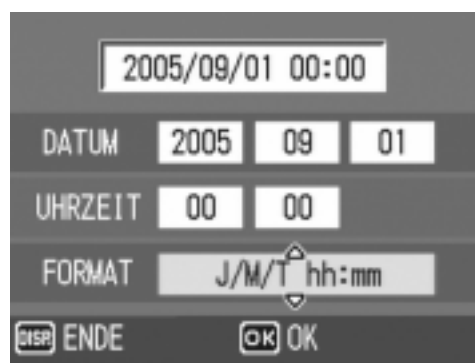 2005/09/01 00:00
DATUM 2005 09 01
UHRZEIT 00 00
FORMAT J/M/T hh:mm
DISP. ENDE OK OK